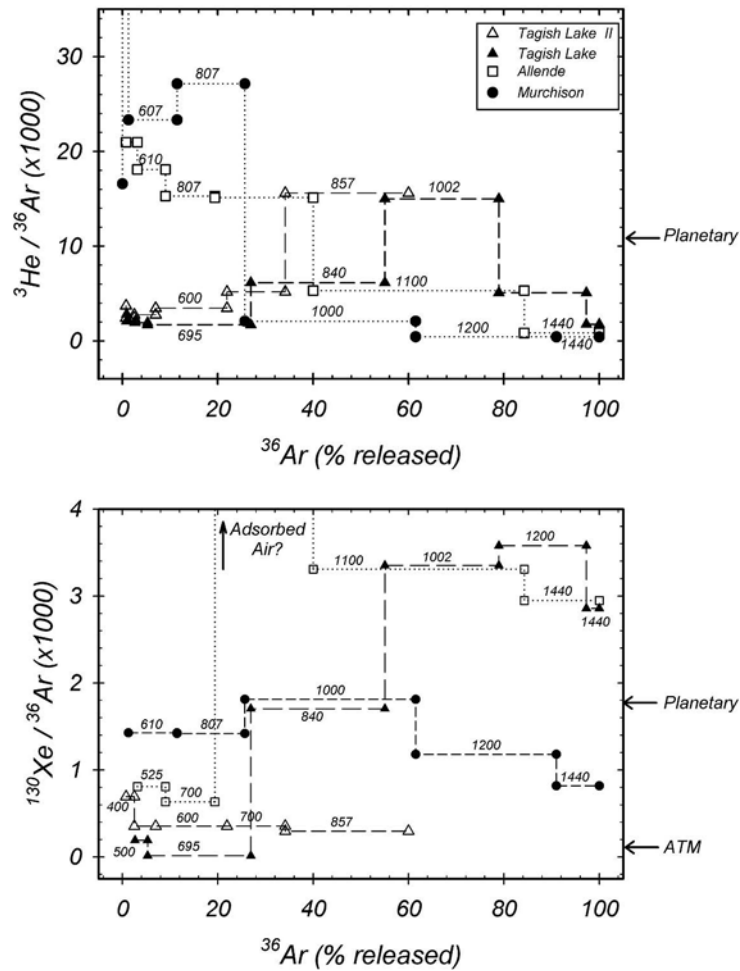 ³He / ³⁶Ar (x1000)
30
20
10
0
Tagish Lake II
Tagish Lake
Allende
Murchison
607
807
610
807
857
1002
600
840
1100
695
1000
1200
1440
1440
Planetary
0 20 40 60 80 100
³⁶Ar (% released)
¹³⁰Xe / ³⁶Ar (x1000)
4
3
2
1
0
Adsorbed
Air?
1100
1002
1200
1440
1440
610
807
1000
840
525
700
1200
1440
400
600
700
857
500
695
Planetary
ATM
0 20 40 60 80 100
³⁶Ar (% released)